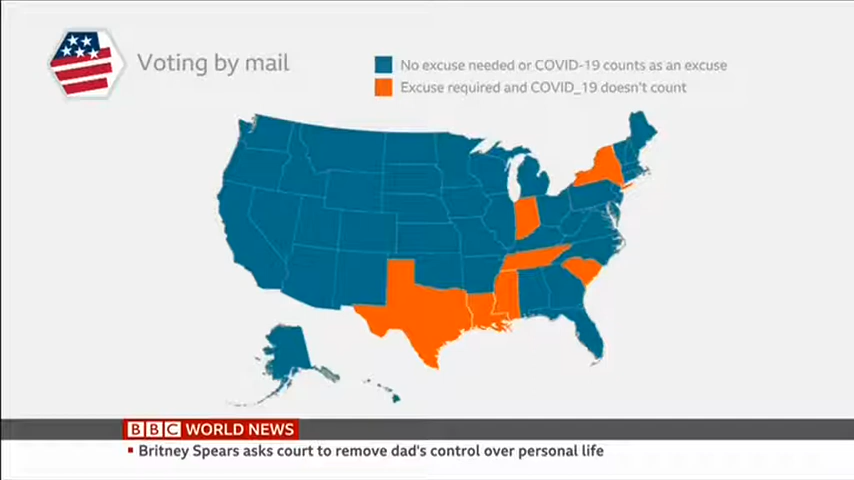 Voting by mail
No excuse needed or COVID-19 counts as an excuse
Excuse required and COVID_19 doesn't count
BBC WORLD NEWS
Britney Spears asks court to remove dad's control over personal life